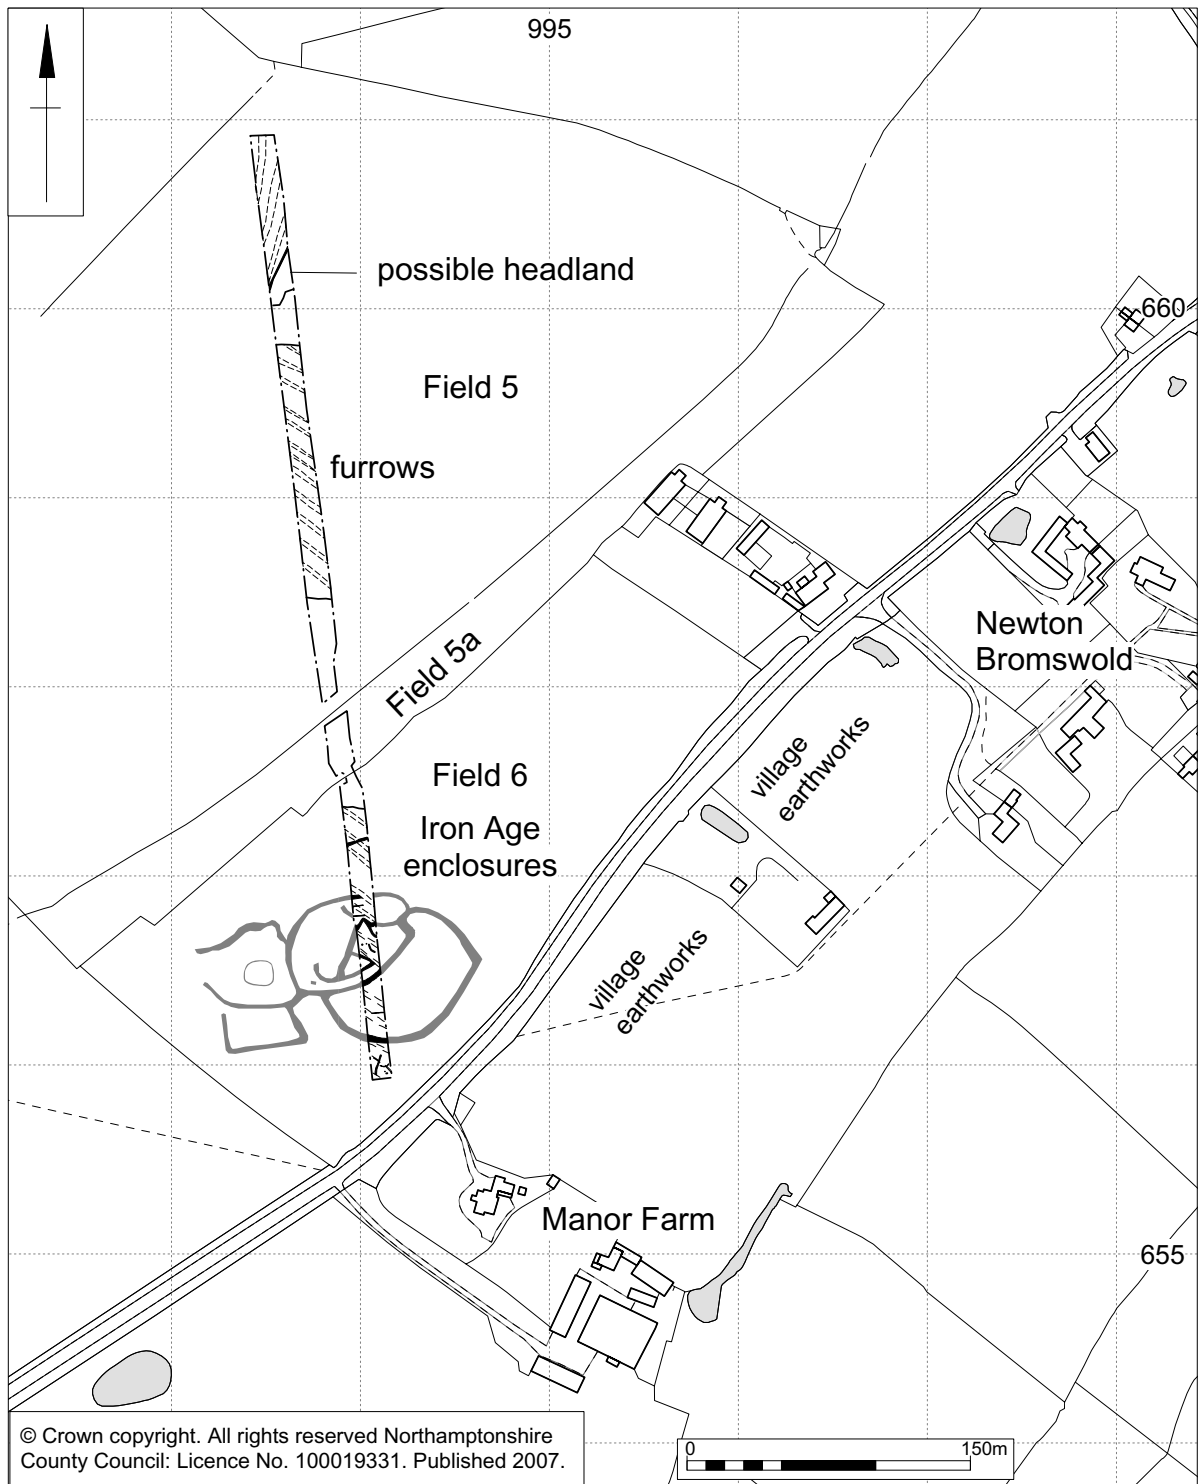 995
possible headland
660
Field 5
furrows
Newton
Bromswold
Field 5a
village
earthworks
Field 6
Iron Age
enclosures
village
earthworks
Manor Farm
655
© Crown copyright. All rights reserved Northamptonshire
County Council: Licence No. 100019331. Published 2007.
0 150m